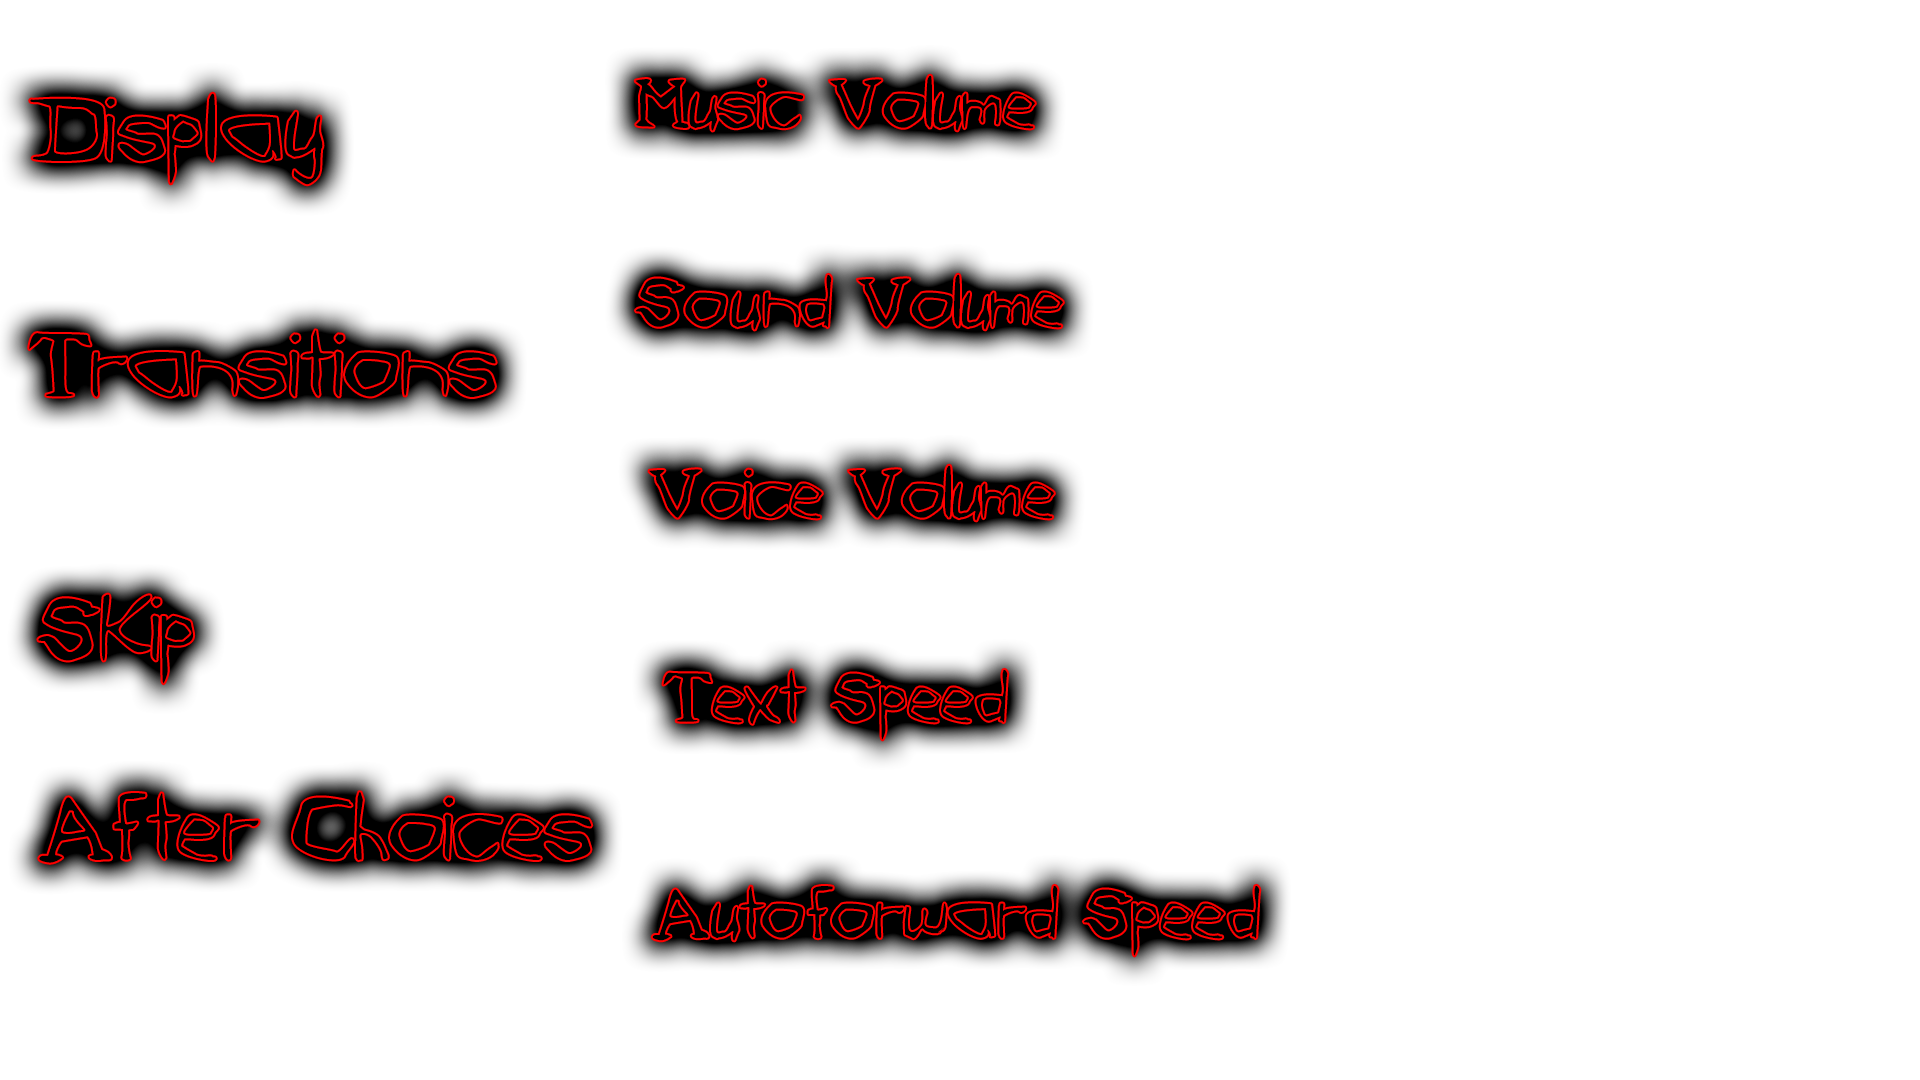 Display
Transitions
SKip
After Choices
Music Volume
Sound Volume
Voice Volume
Text Speed
Autoforward Speed